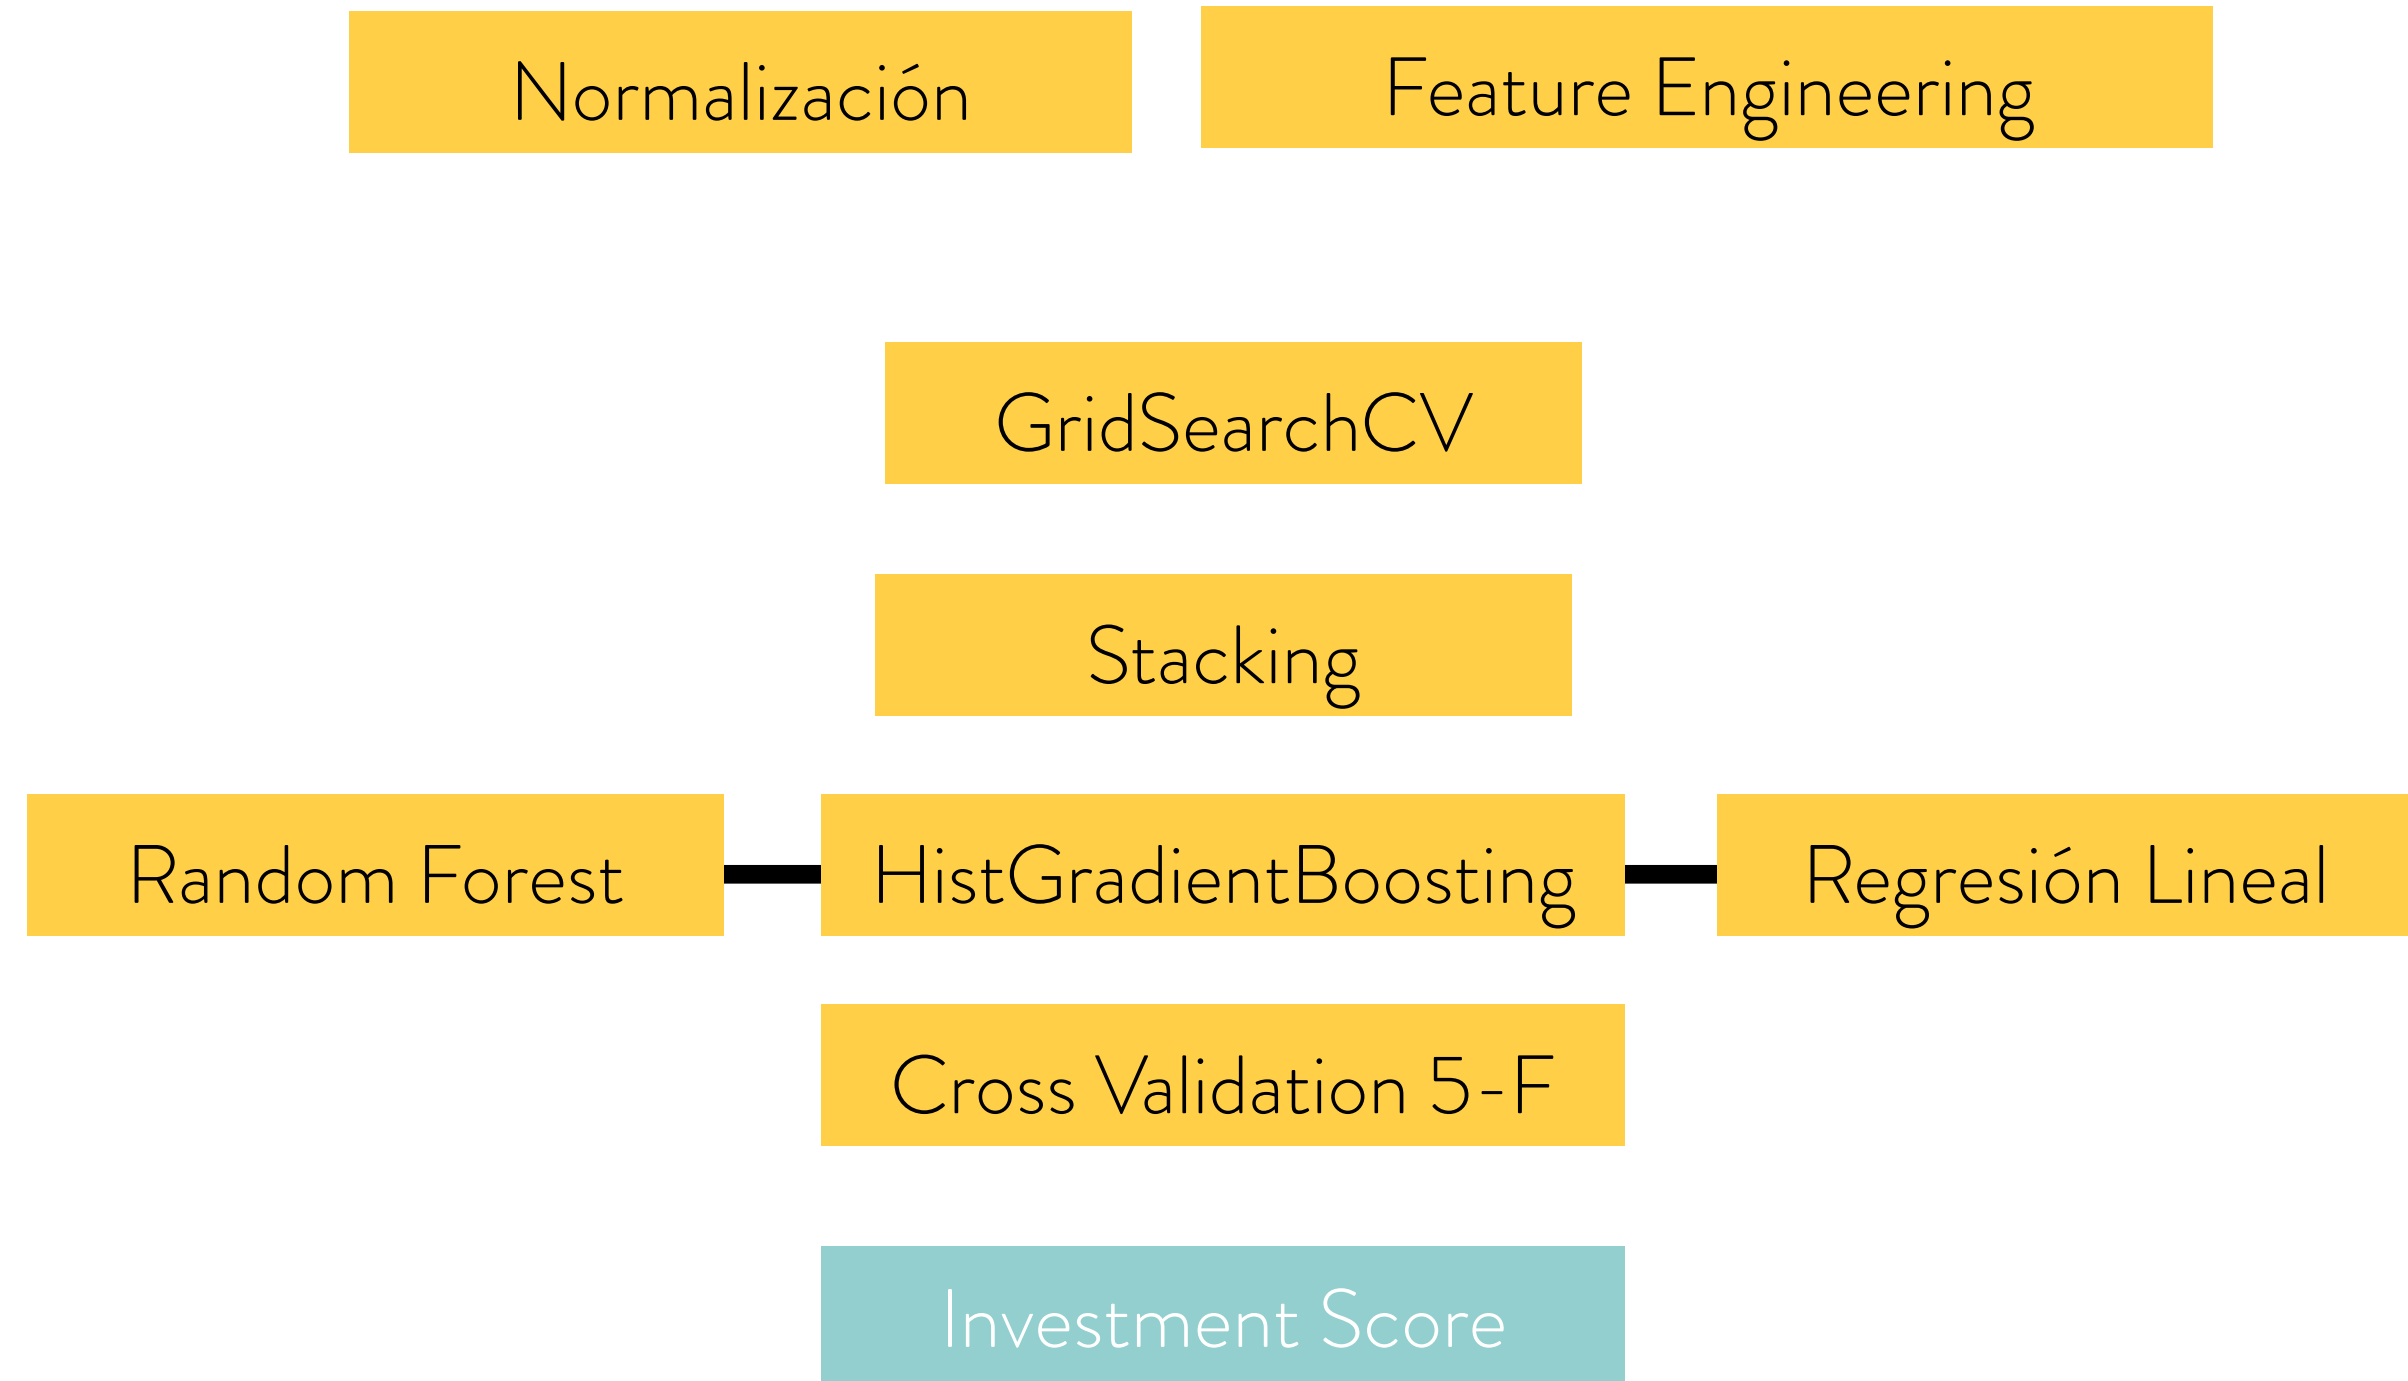 Normalización
Feature Engineering
GridSearchCV
Stacking
Random Forest
HistGradientBoosting
Regresión Lineal
Cross Validation 5-F
Investment Score